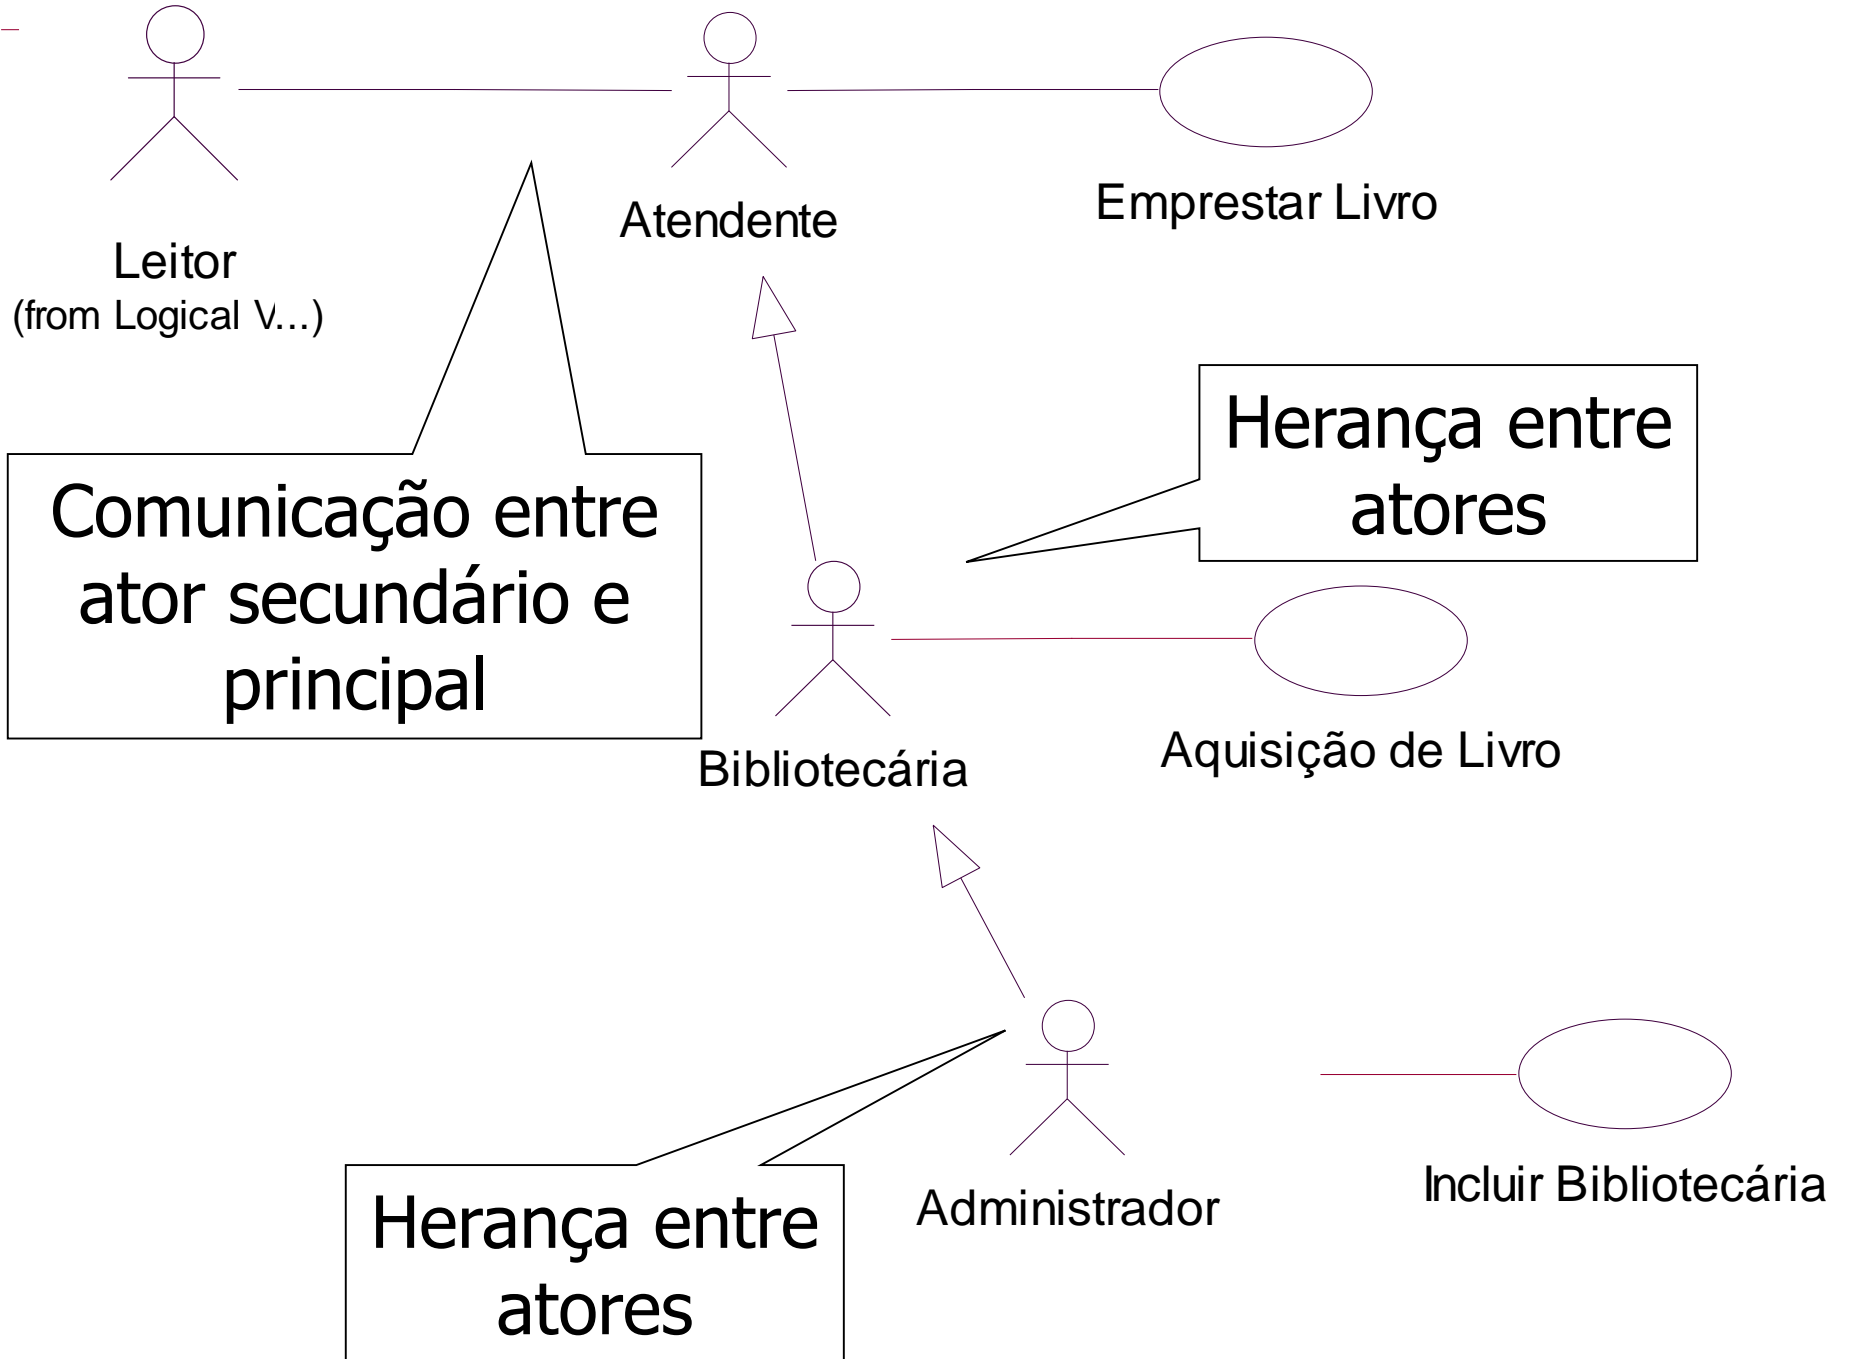 Atendente
Emprestar Livro
Leitor
(from Logical V...)
Herança entre
atores
Comunicação entre
ator secundário e
principal
Bibliotecária
Aquisição de Livro
Administrador
Incluir Bibliotecária
Herança entre
atores